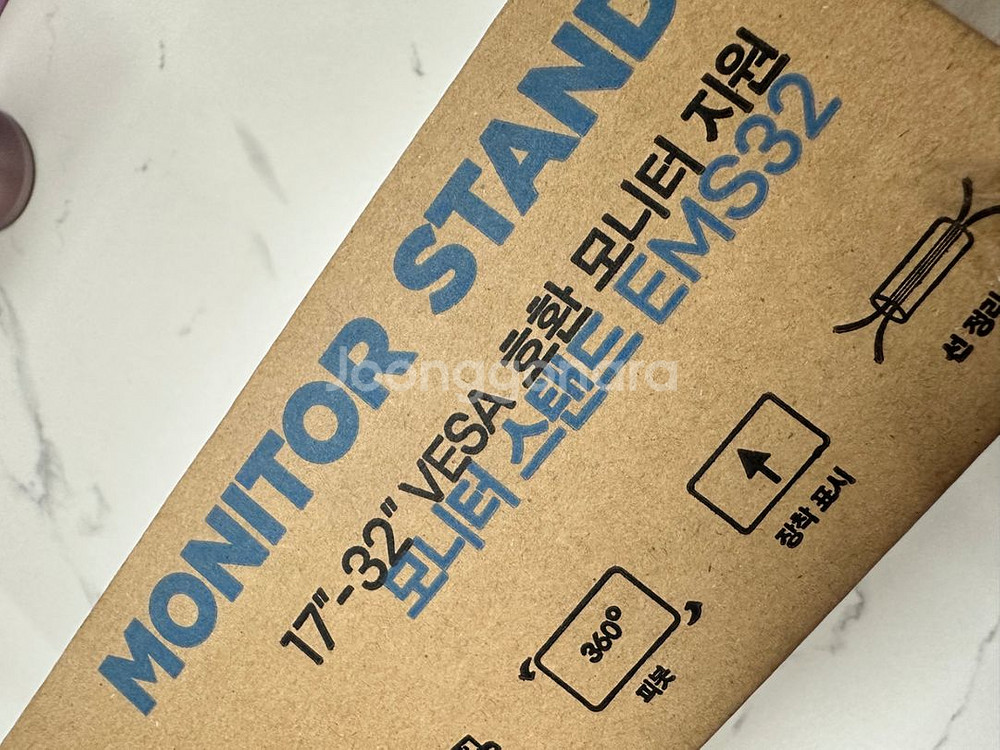 MONITOR STAND
17"-32" VESA 호환 모니터 지원
모니터 스탠드 EMS32
선 정리
장착 표시
360°
피봇
Joonggonara